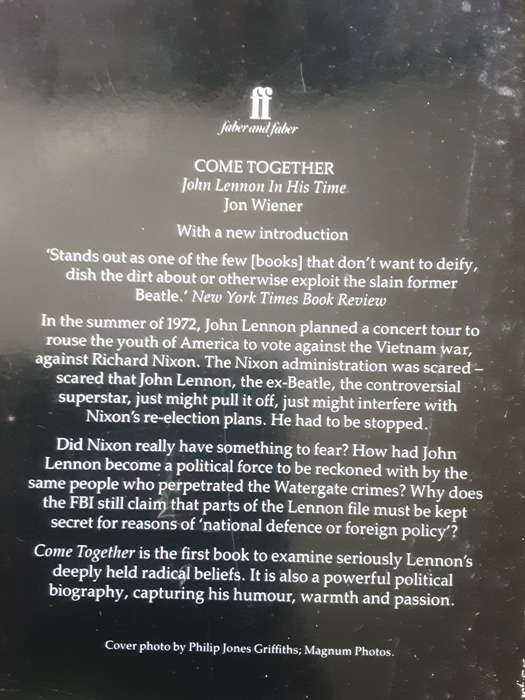 ff
faber and faber
COME TOGETHER
John Lennon In His Time
Jon Wiener
With a new introduction
‘Stands out as one of the few [books] that don’t want to deify,
dish the dirt about or otherwise exploit the slain former
Beatle.’ New York Times Book Review
In the summer of 1972, John Lennon planned a concert tour to
rouse the youth of America to vote against the Vietnam war,
against Richard Nixon. The Nixon administration was scared –
scared that John Lennon, the ex-Beatle, the controversial
superstar, just might pull it off, just might interfere with
Nixon’s re-election plans. He had to be stopped.
Did Nixon really have something to fear? How had John
Lennon become a political force to be reckoned with by the
same people who perpetrated the Watergate crimes? Why does
the FBI still claim that parts of the Lennon file must be kept
secret for reasons of ‘national defence or foreign policy’?
Come Together is the first book to examine seriously Lennon’s
deeply held radical beliefs. It is also a powerful political
biography, capturing his humour, warmth and passion.
Cover photo by Philip Jones Griffiths; Magnum Photos.